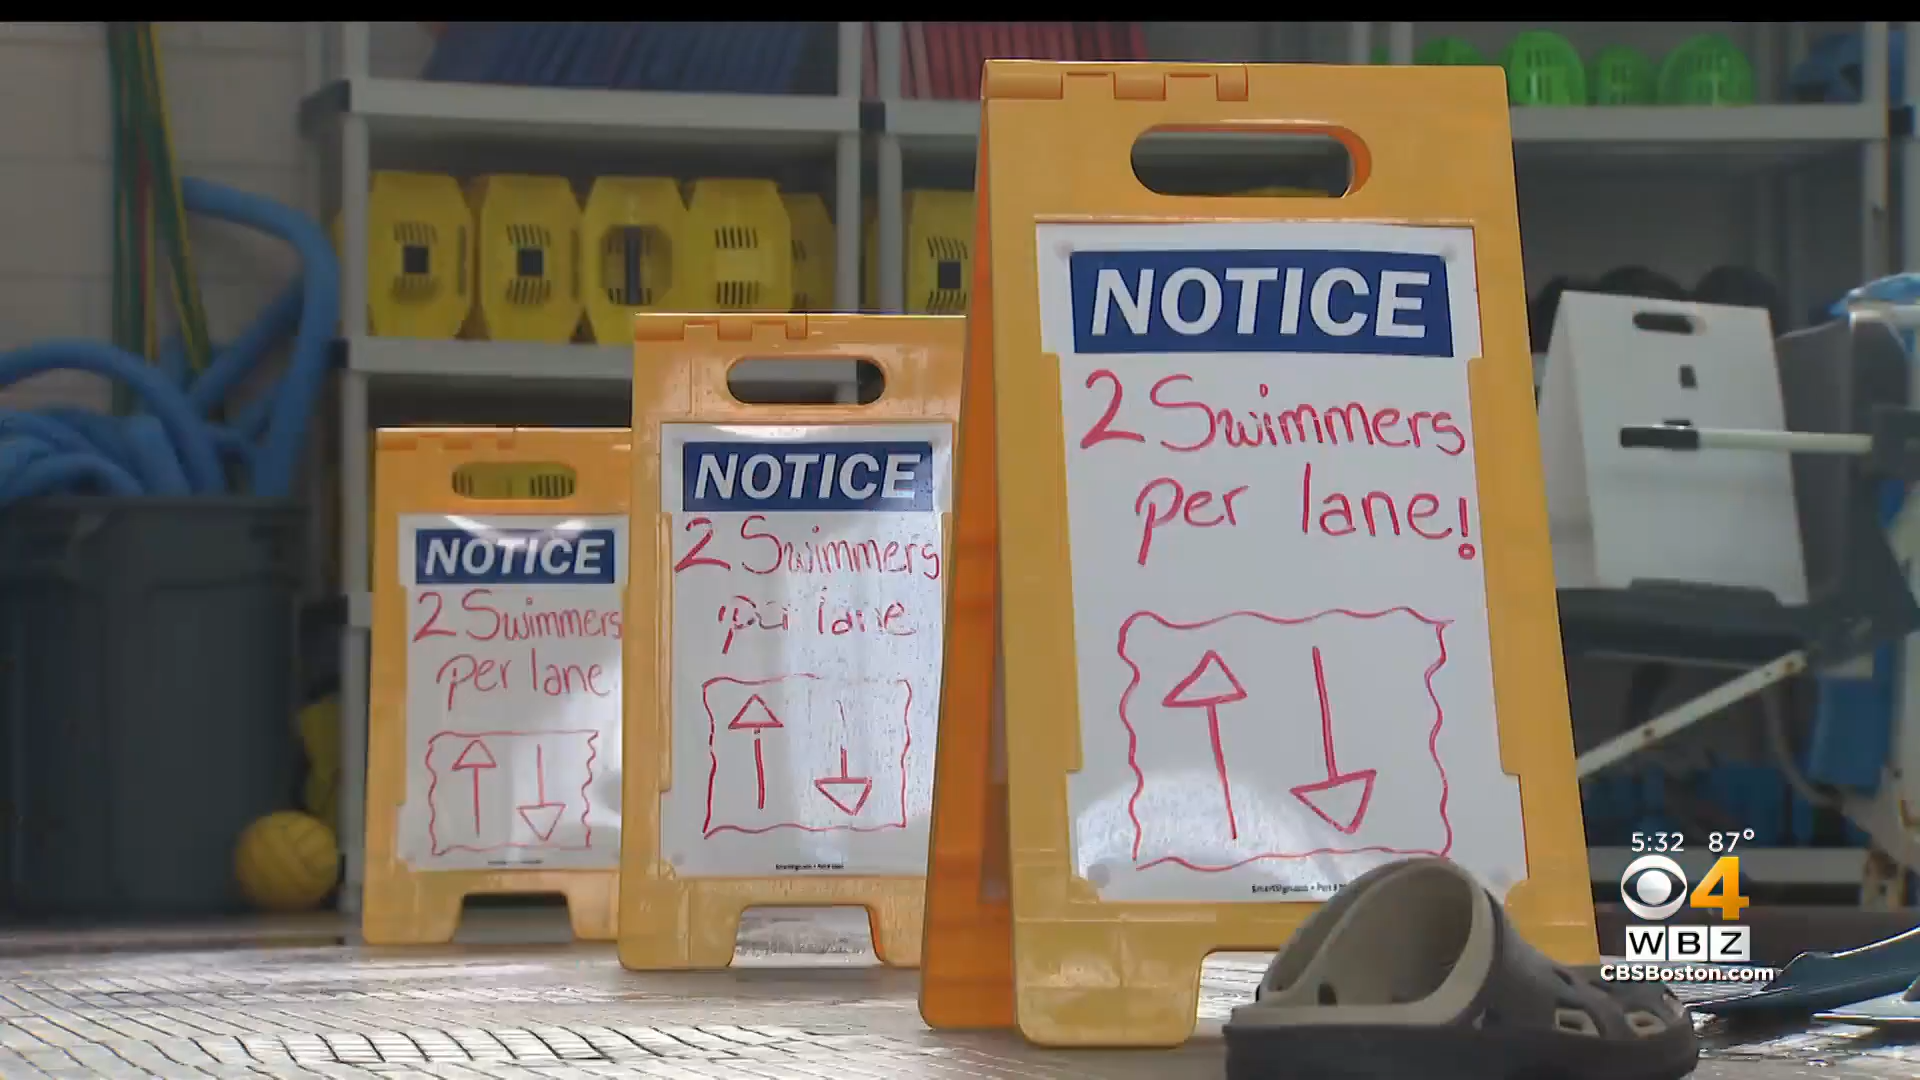 NOTICE
2 Swimmers
per lane
NOTICE
2 Swimmers
per lane
NOTICE
2 Swimmers
per lane!
5:32 87°
4
WBZ
CBSBoston.com